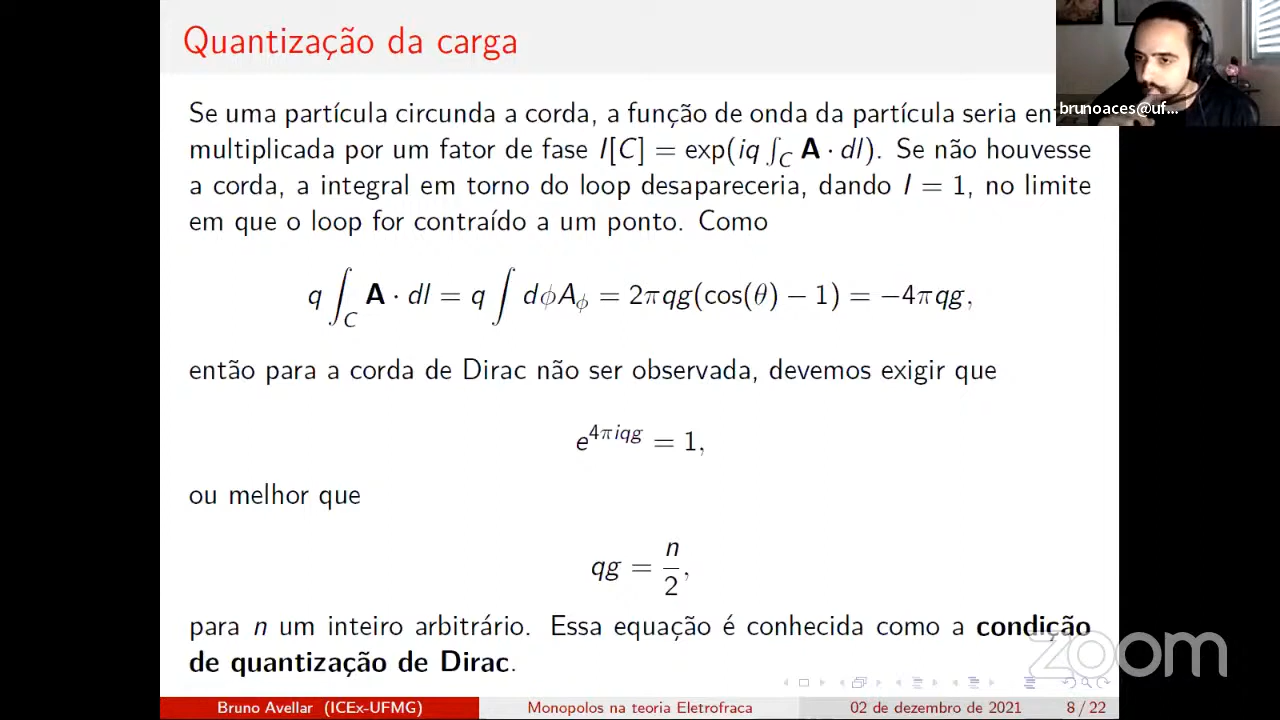 Quantização da carga
brunoaces@uf...
Se uma partícula circunda a corda, a função de onda da partícula seria
multiplicada por um fator de fase I[C] = exp(iq ∫_C A · dl). Se não houvesse
a corda, a integral em torno do loop desapareceria, dando I = 1, no limite
em que o loop for contraído a um ponto. Como
q ∫_C A · dl = q ∫ dϕA_ϕ = 2πqg(cos(θ) − 1) = −4πqg,
então para a corda de Dirac não ser observada, devemos exigir que
e^{4πiqg} = 1,
ou melhor que
qg = n/2,
para n um inteiro arbitrário. Essa equação é conhecida como a condição
de quantização de Dirac.
zoom
Bruno Avellar (ICEx-UFMG) Monopolos na teoria Eletrofraca 02 de dezembro de 2021 8 / 22